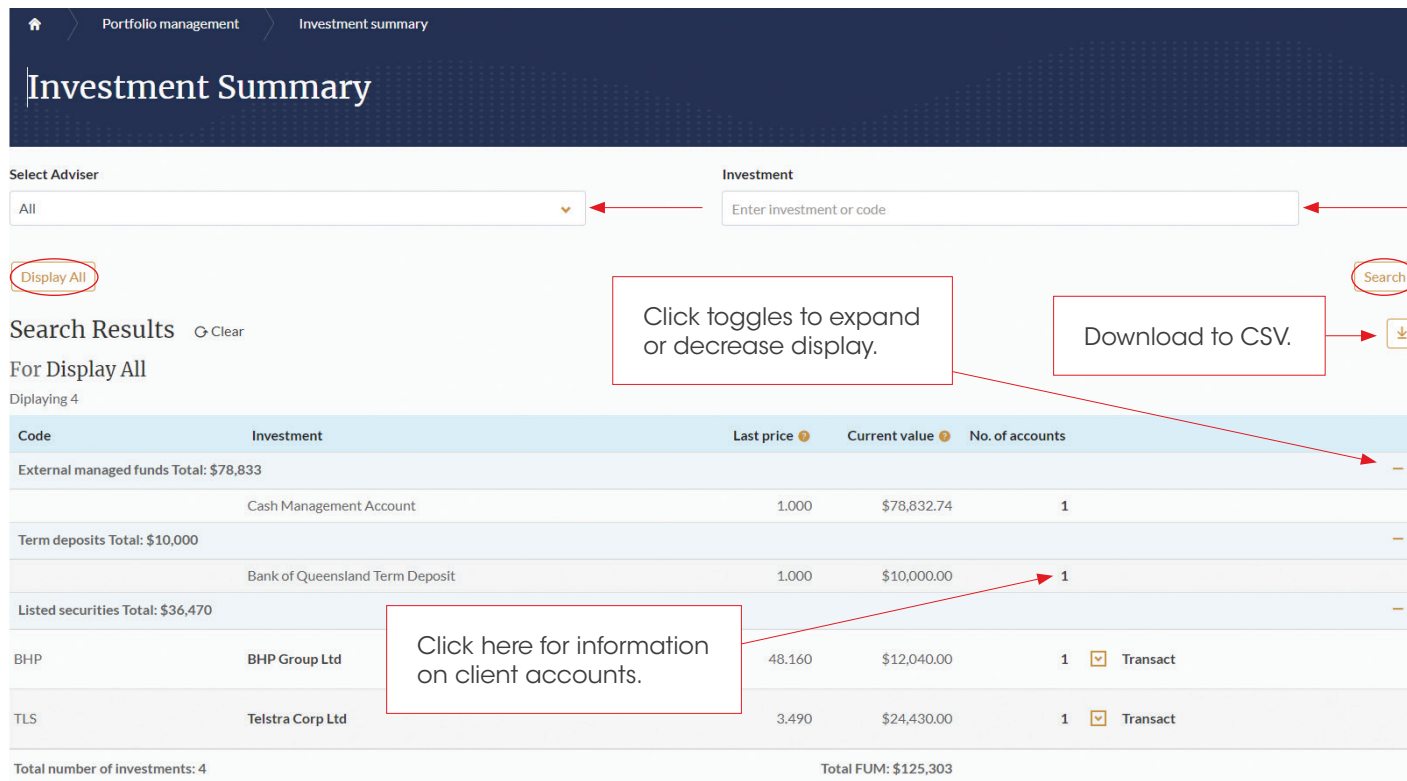 Portfolio management Investment summary
Investment Summary
Select Adviser Investment
All Enter investment or code
Display All Search
Click toggles to expand
or decrease display.
Download to CSV.
Search Results Clear
For Display All
Diplaying 4
Code Investment Last price Current value No. of accounts
External managed funds Total: $78,833
Cash Management Account 1.000 $78,832.74 1
Term deposits Total: $10,000
Bank of Queensland Term Deposit 1.000 $10,000.00 1
Listed securities Total: $36,470
Click here for information
on client accounts.
BHP BHP Group Ltd 48.160 $12,040.00 1 Transact
TLS Telstra Corp Ltd 3.490 $24,430.00 1 Transact
Total number of investments: 4 Total FUM: $125,303